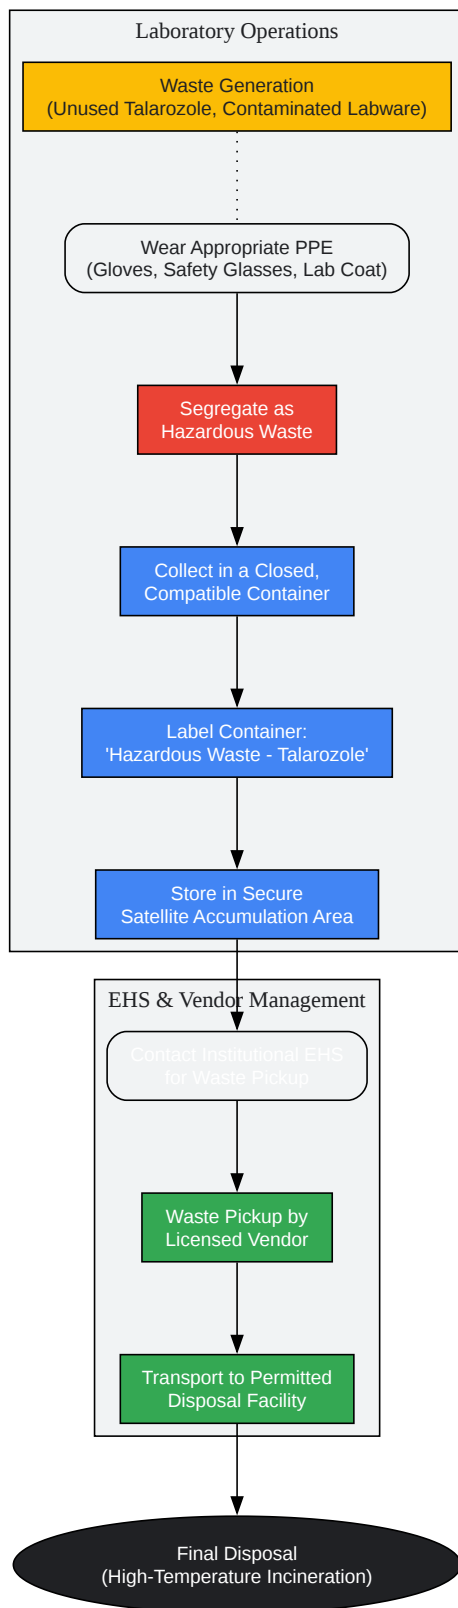 Laboratory Operations
Waste Generation
(Unused Talarozole, Contaminated Labware)
Wear Appropriate PPE
(Gloves, Safety Glasses, Lab Coat)
Segregate as
Hazardous Waste
Collect in a Closed,
Compatible Container
Label Container:
'Hazardous Waste - Talarozole'
Store in Secure
Satellite Accumulation Area
EHS & Vendor Management
Contact Institutional EHS
for Waste Pickup
Waste Pickup by
Licensed Vendor
Transport to Permitted
Disposal Facility
Final Disposal
(High-Temperature Incineration)